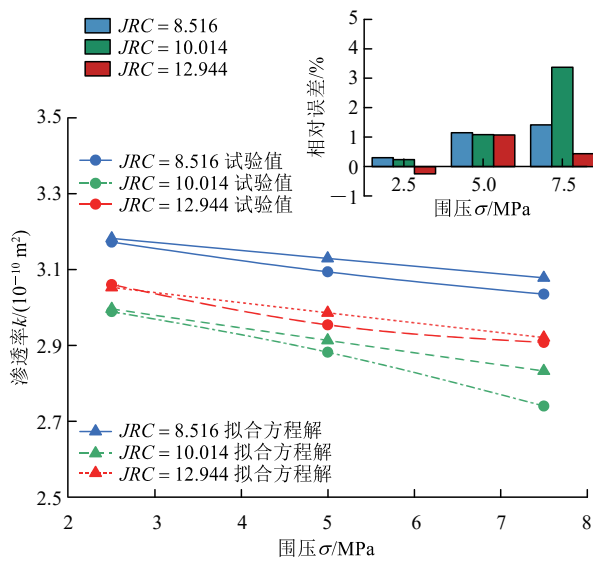 JRC = 8.516
JRC = 10.014
JRC = 12.944
相对误差/%
5
4
3
2
1
0
−1
2.5
5.0
7.5
围压σ/MPa
渗透率k/(10⁻¹⁰ m²)
3.5
3.3
3.1
2.9
2.7
2.5
JRC = 8.516 试验值
JRC = 10.014 试验值
JRC = 12.944 试验值
JRC = 8.516 拟合方程解
JRC = 10.014 拟合方程解
JRC = 12.944 拟合方程解
2
3
4
5
6
7
8
围压σ/MPa